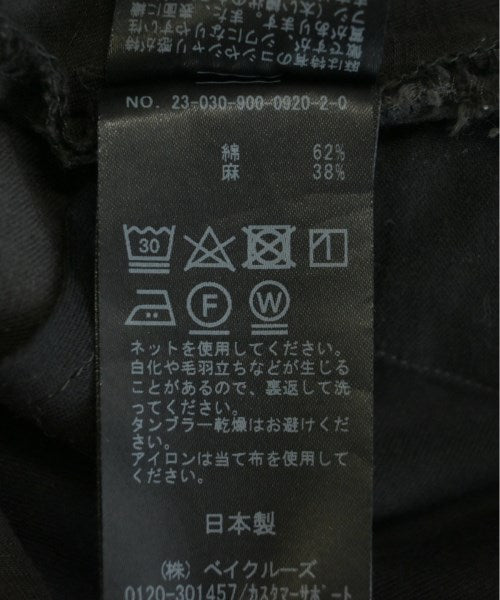 NO. 23-030-900-0920-2-0
綿 62%
麻 38%
30
F W
ネットを使用してください。
白化や毛羽立ちなどが生じる
ことがあるので、裏返して洗
ってください。
タンブラー乾燥はお避けくだ
さい。
アイロンは当て布を使用して
ください。
日本製
(株) ベイクルーズ
0120-301457/カスタマーサポート